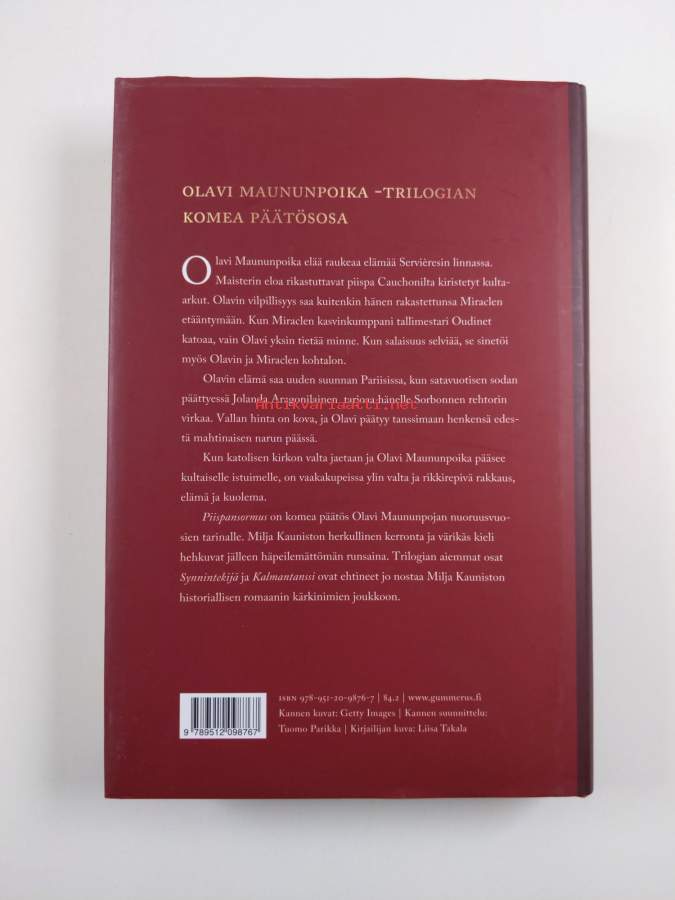 OLAVI MAUNUNPOIKA -TRILOGIAN
KOMEA PÄÄTÖSOSA
Olavi Maununpoika elää raukeaa elämää Servièresin linnassa.
Maisterin eloa rikastuttavat piispa Cauchonilta kiristetyt kulta-
arkut. Olavin vilpillisyys saa kuitenkin hänen rakastettunsa Miraclen
etääntymään. Kun Miraclen kasvinkumppani tallimestari Oudinet
katoaa, vain Olavi yksin tietää minne. Kun salaisuus selviää, se sinetöi
myös Olavin ja Miraclen kohtalon.
Olavin elämä saa uuden suunnan Pariisissa, kun satavuotisen sodan
päättyessä Jolanda Aragonilainen tarjoaa hänelle Sorbonnen rehtorin
Antikvariaatti.net
virkaa. Vallan hinta on kova, ja Olavi päätyy tanssimaan henkensä edes-
tä mahtinaisen narun päässä.
Kun katolisen kirkon valta jaetaan ja Olavi Maununpoika pääsee
kultaiselle istuimelle, on vaakakupeissa ylin valta ja rikkirepivä rakkaus,
elämä ja kuolema.
Piispansormus on komea päätös Olavi Maununpojan nuoruusvuo-
sien tarinalle. Milja Kauniston herkullinen kerronta ja värikäs kieli
hehkuvat jälleen häpeilemättömän runsaina. Trilogian aiemmat osat
Synnintekijä ja Kalmantanssi ovat ehtineet jo nostaa Milja Kauniston
historiallisen romaanin kärkinimien joukkoon.
ISBN 978-951-20-9876-7 | 84.2 | www.gummerus.fi
Kannen kuvat: Getty Images | Kannen suunnittelu:
Tuomo Parikka | Kirjailijan kuva: Liisa Takala
9 789512 098767